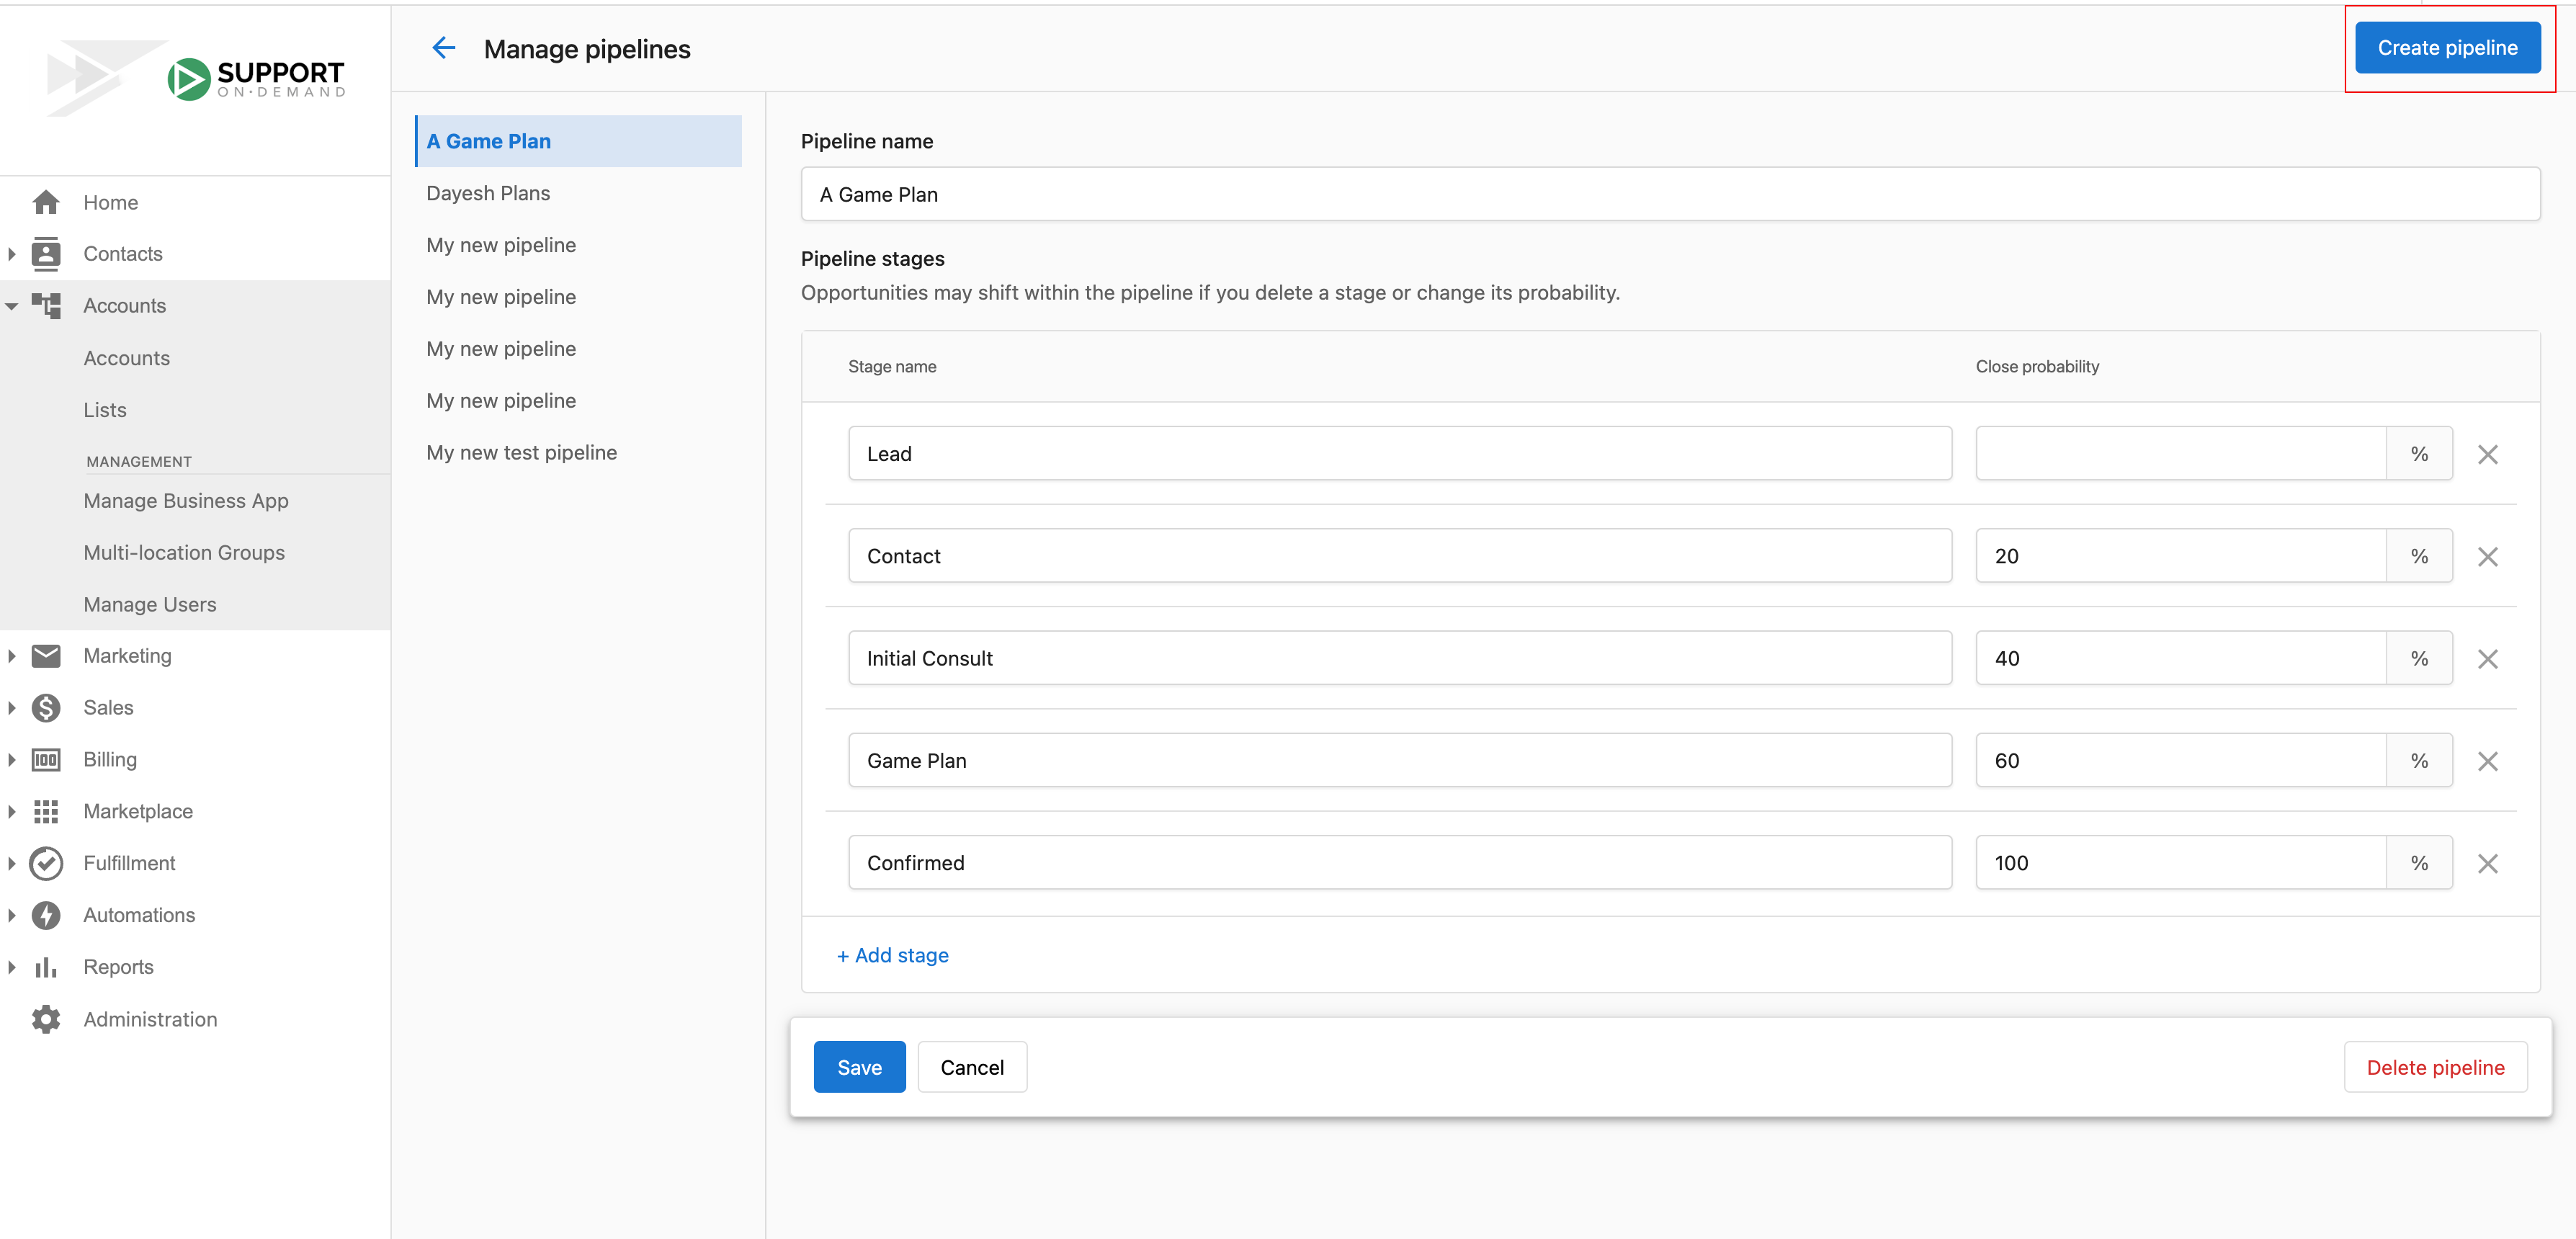 SUPPORT
ON·DEMAND
Home
Contacts
Accounts
Accounts
Lists
MANAGEMENT
Manage Business App
Multi-location Groups
Manage Users
Marketing
Sales
Billing
Marketplace
Fulfillment
Automations
Reports
Administration
Manage pipelines
Create pipeline
A Game Plan
Dayesh Plans
My new pipeline
My new pipeline
My new pipeline
My new pipeline
My new test pipeline
Pipeline name
A Game Plan
Pipeline stages
Opportunities may shift within the pipeline if you delete a stage or change its probability.
Stage name Close probability
Lead %
Contact 20 %
Initial Consult 40 %
Game Plan 60 %
Confirmed 100 %
+ Add stage
Save Cancel Delete pipeline